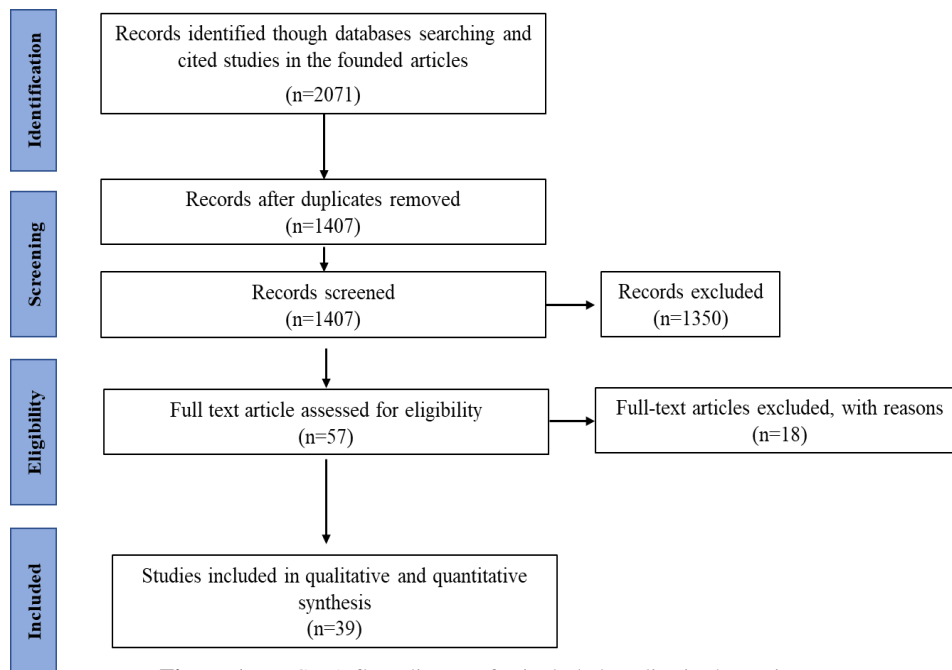 Identification
Records identified though databases searching and
cited studies in the founded articles
(n=2071)
Screening
Records after duplicates removed
(n=1407)
Records screened
(n=1407)
Records excluded
(n=1350)
Eligibility
Full text article assessed for eligibility
(n=57)
Full-text articles excluded, with reasons
(n=18)
Included
Studies included in qualitative and quantitative
synthesis
(n=39)